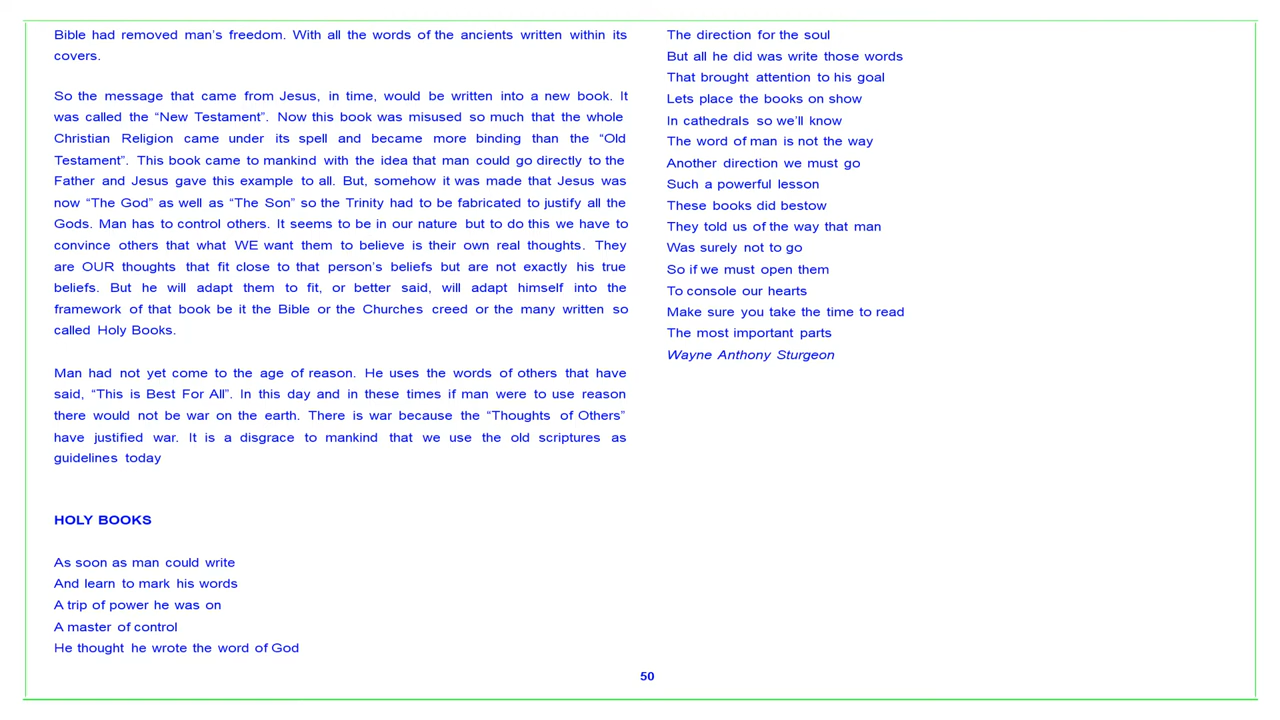 Bible had removed man’s freedom. With all the words of the ancients written within its
covers.
So the message that came from Jesus, in time, would be written into a new book. It
was called the “New Testament”. Now this book was misused so much that the whole
Christian Religion came under its spell and became more binding than the “Old
Testament”. This book came to mankind with the idea that man could go directly to the
Father and Jesus gave this example to all. But, somehow it was made that Jesus was
now “The God” as well as “The Son” so the Trinity had to be fabricated to justify all the
Gods. Man has to control others. It seems to be in our nature but to do this we have to
convince others that what WE want them to believe is their own real thoughts. They
are OUR thoughts that fit close to that person’s beliefs but are not exactly his true
beliefs. But he will adapt them to fit, or better said, will adapt himself into the
framework of that book be it the Bible or the Churches creed or the many written so
called Holy Books.
Man had not yet come to the age of reason. He uses the words of others that have
said, “This is Best For All”. In this day and in these times if man were to use reason
there would not be war on the earth. There is war because the “Thoughts of Others”
have justified war. It is a disgrace to mankind that we use the old scriptures as
guidelines today
HOLY BOOKS
As soon as man could write
And learn to mark his words
A trip of power he was on
A master of control
He thought he wrote the word of God
The direction for the soul
But all he did was write those words
That brought attention to his goal
Lets place the books on show
In cathedrals so we’ll know
The word of man is not the way
Another direction we must go
Such a powerful lesson
These books did bestow
They told us of the way that man
Was surely not to go
So if we must open them
To console our hearts
Make sure you take the time to read
The most important parts
Wayne Anthony Sturgeon
50